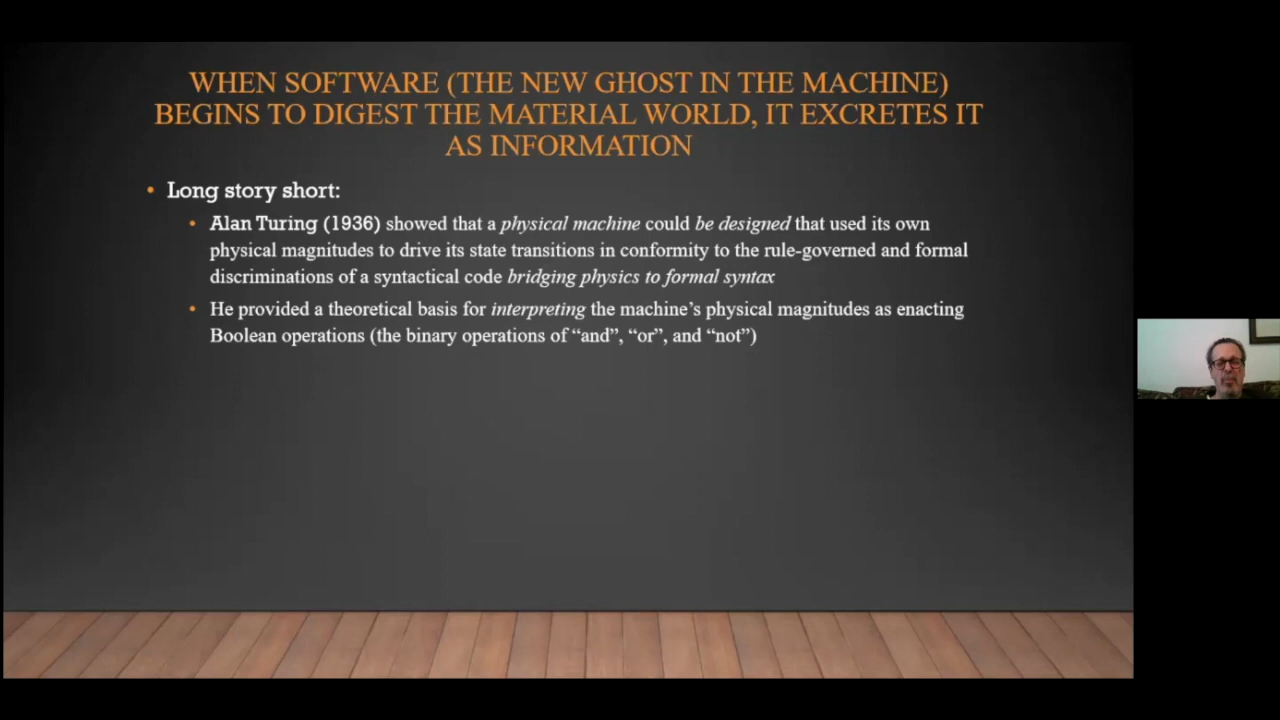 WHEN SOFTWARE (THE NEW GHOST IN THE MACHINE)
BEGINS TO DIGEST THE MATERIAL WORLD, IT EXCRETES IT
AS INFORMATION
• Long story short:
• Alan Turing (1936) showed that a physical machine could be designed that used its own
physical magnitudes to drive its state transitions in conformity to the rule-governed and formal
discriminations of a syntactical code bridging physics to formal syntax
• He provided a theoretical basis for interpreting the machine’s physical magnitudes as enacting
Boolean operations (the binary operations of “and”, “or”, and “not”)